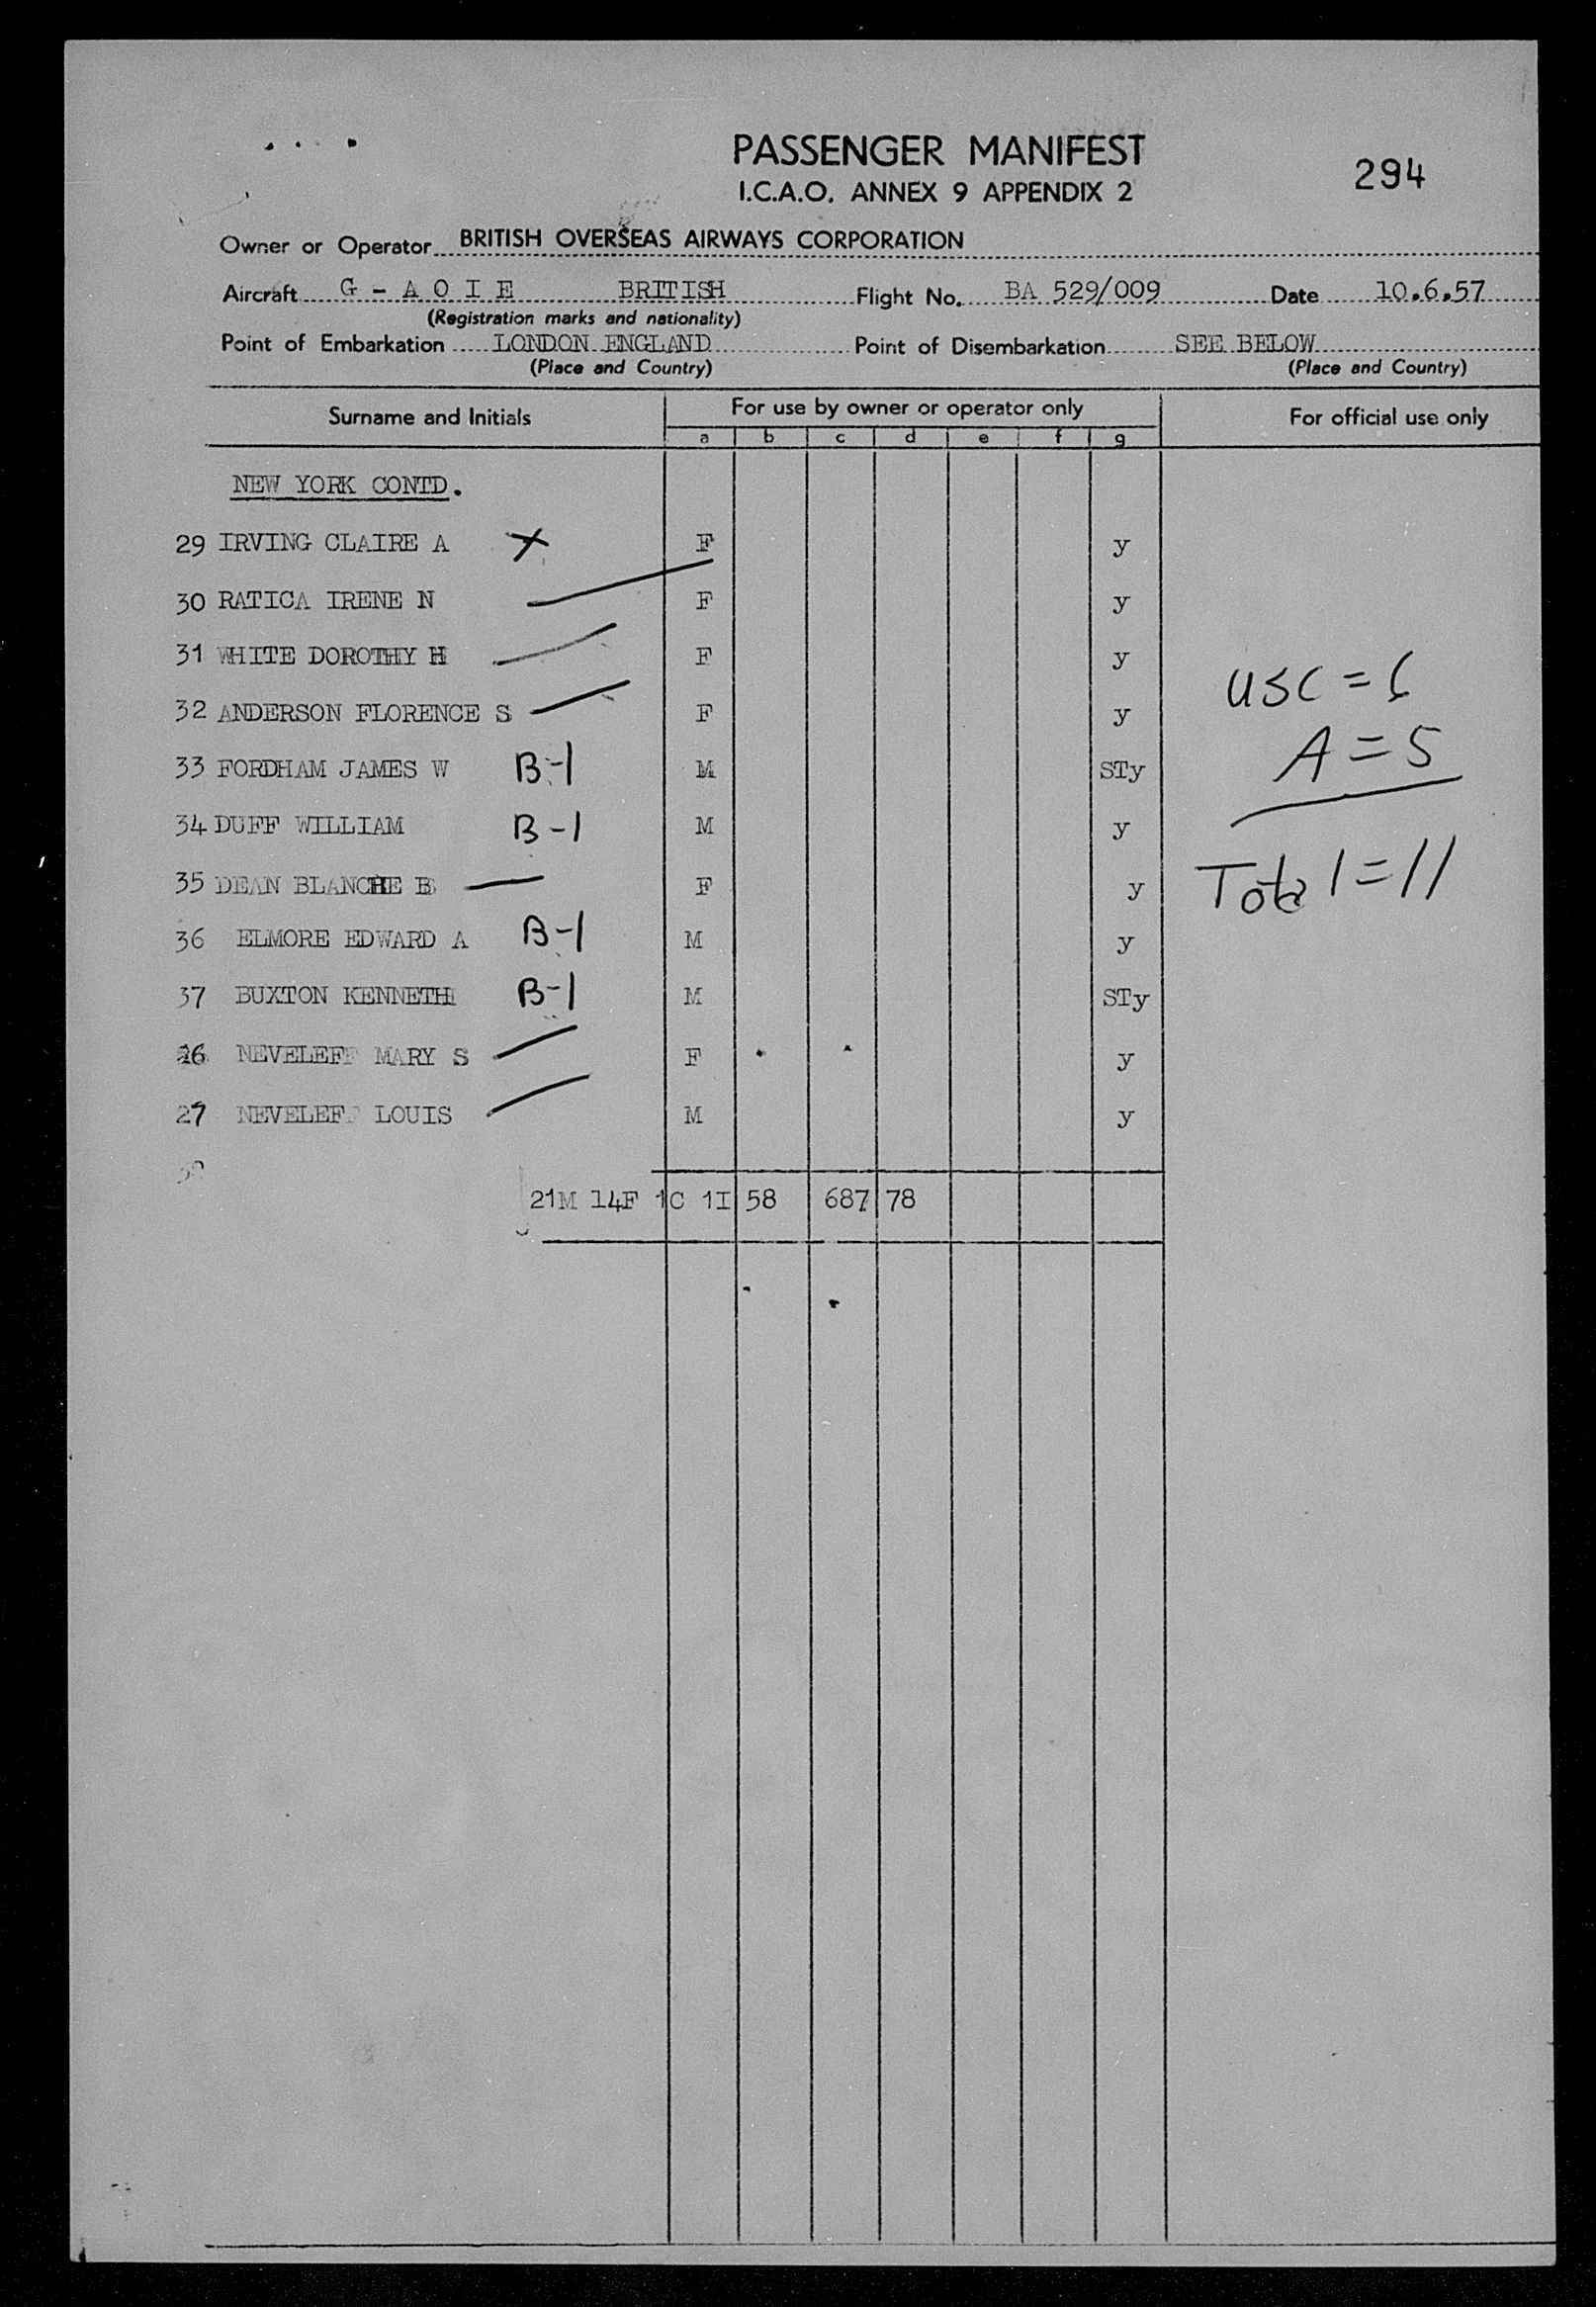 PASSENGER MANIFEST
I.C.A.O. ANNEX 9 APPENDIX 2
294
Owner or Operator BRITISH OVERSEAS AIRWAYS CORPORATION
Aircraft G - A O I E BRITISH Flight No. BA 529/009 Date 10.6.57
(Registration marks and nationality)
Point of Embarkation LONDON ENGLAND Point of Disembarkation SEE BELOW
(Place and Country) (Place and Country)
Surname and Initials For use by owner or operator only For official use only
a b c d e f g
NEW YORK CONTD.
29 IRVING CLAIRE A X F y
30 RATICA IRENE N F y
31 WHITE DOROTHY H F y
USC = 6
32 ANDERSON FLORENCE S F y
A = 5
33 FORDHAM JAMES W B-1 M STy
34 DUFF WILLIAM B-1 M y
Total = 11
35 DEAN BLANCHE B F y
36 ELMORE EDWARD A B-1 M y
37 BUXTON KENNETH B-1 M STy
NEVELEFF MARY S F y
27 NEVELEFF LOUIS M y
21M 14F 1C 1I 58 687 78